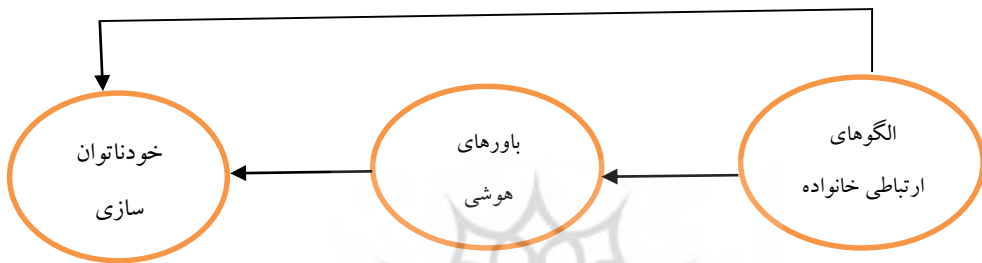 الگوهای
ارتباطی خانواده
باورهای
هوشی
خودناتوان
سازی